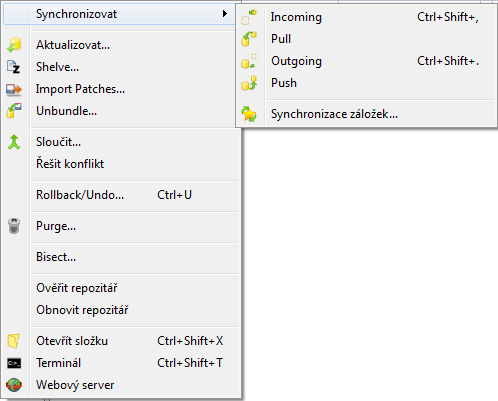 Synchronizovat
Aktualizovat...
Shelve...
Import Patches...
Unbundle...
Sloučit...
Řešit konflikt
Rollback/Undo... Ctrl+U
Purge...
Bisect...
Ověřit repozitář
Obnovit repozitář
Otevřít složku Ctrl+Shift+X
Terminál Ctrl+Shift+T
Webový server
Incoming Ctrl+Shift+,
Pull
Outgoing Ctrl+Shift+.
Push
Synchronizace záložek...